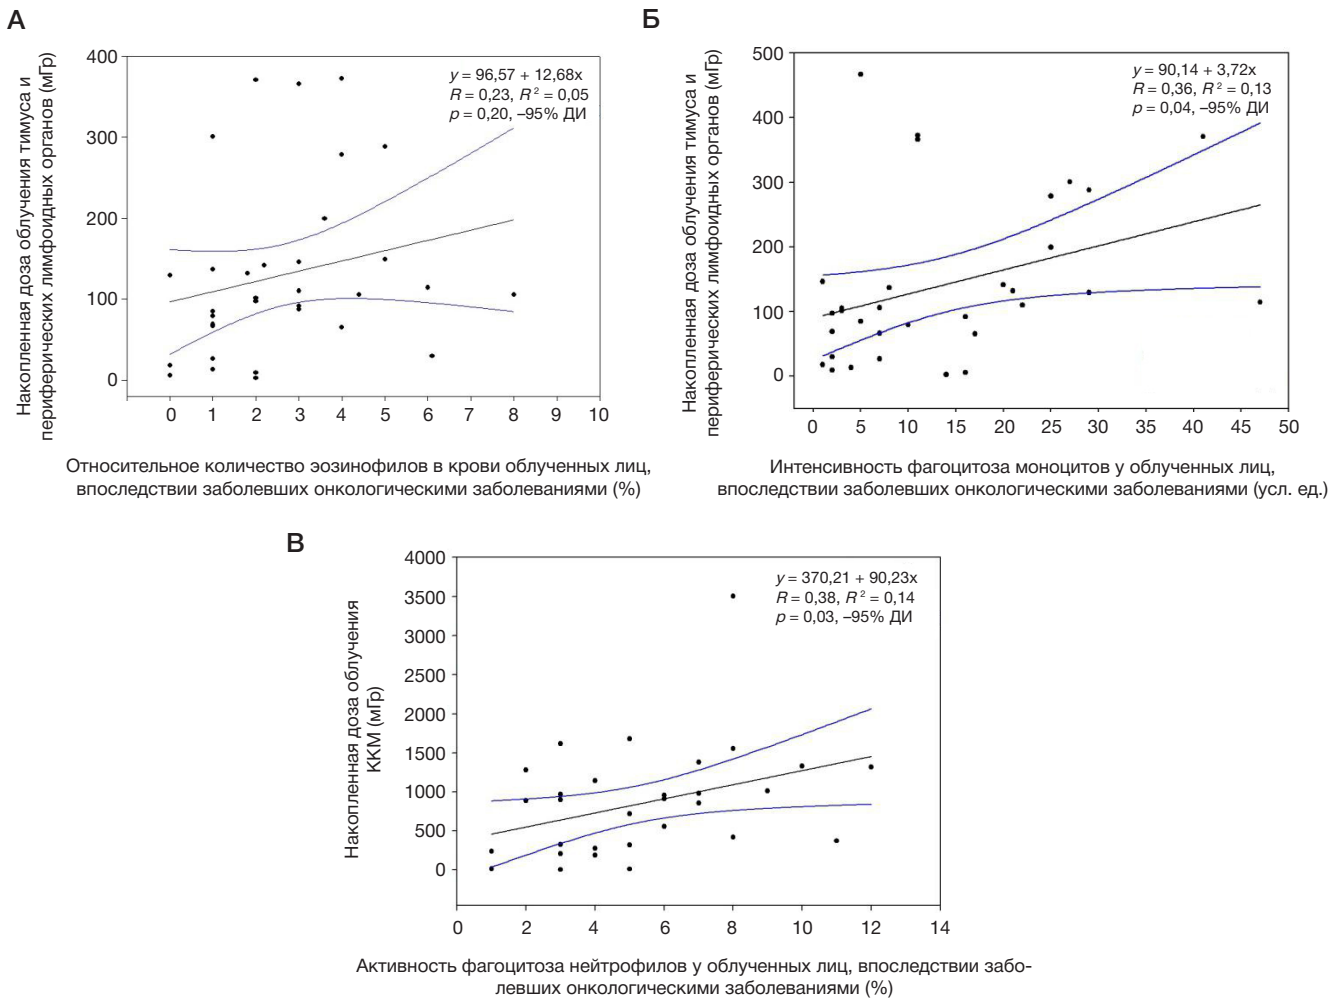 А
Накопленная доза облучения тимуса и
периферических лимфоидных органов (мГр)
400
300
200
100
0
y = 96,57 + 12,68x
R = 0,23, R² = 0,05
p = 0,20, –95% ДИ
0 1 2 3 4 5 6 7 8 9 10
Относительное количество эозинофилов в крови облученных лиц,
впоследствии заболевших онкологическими заболеваниями (%)
Б
Накопленная доза облучения тимуса и
периферических лимфоидных органов (мГр)
500
400
300
200
100
0
y = 90,14 + 3,72x
R = 0,36, R² = 0,13
p = 0,04, –95% ДИ
0 5 10 15 20 25 30 35 40 45 50
Интенсивность фагоцитоза моноцитов у облученных лиц,
впоследствии заболевших онкологическими заболеваниями (усл. ед.)
В
Накопленная доза облучения
ККМ (мГр)
4000
3500
3000
2500
2000
1500
1000
500
0
y = 370,21 + 90,23x
R = 0,38, R² = 0,14
p = 0,03, –95% ДИ
0 2 4 6 8 10 12 14
Активность фагоцитоза нейтрофилов у облученных лиц, впоследствии забо-
левших онкологическими заболеваниями (%)